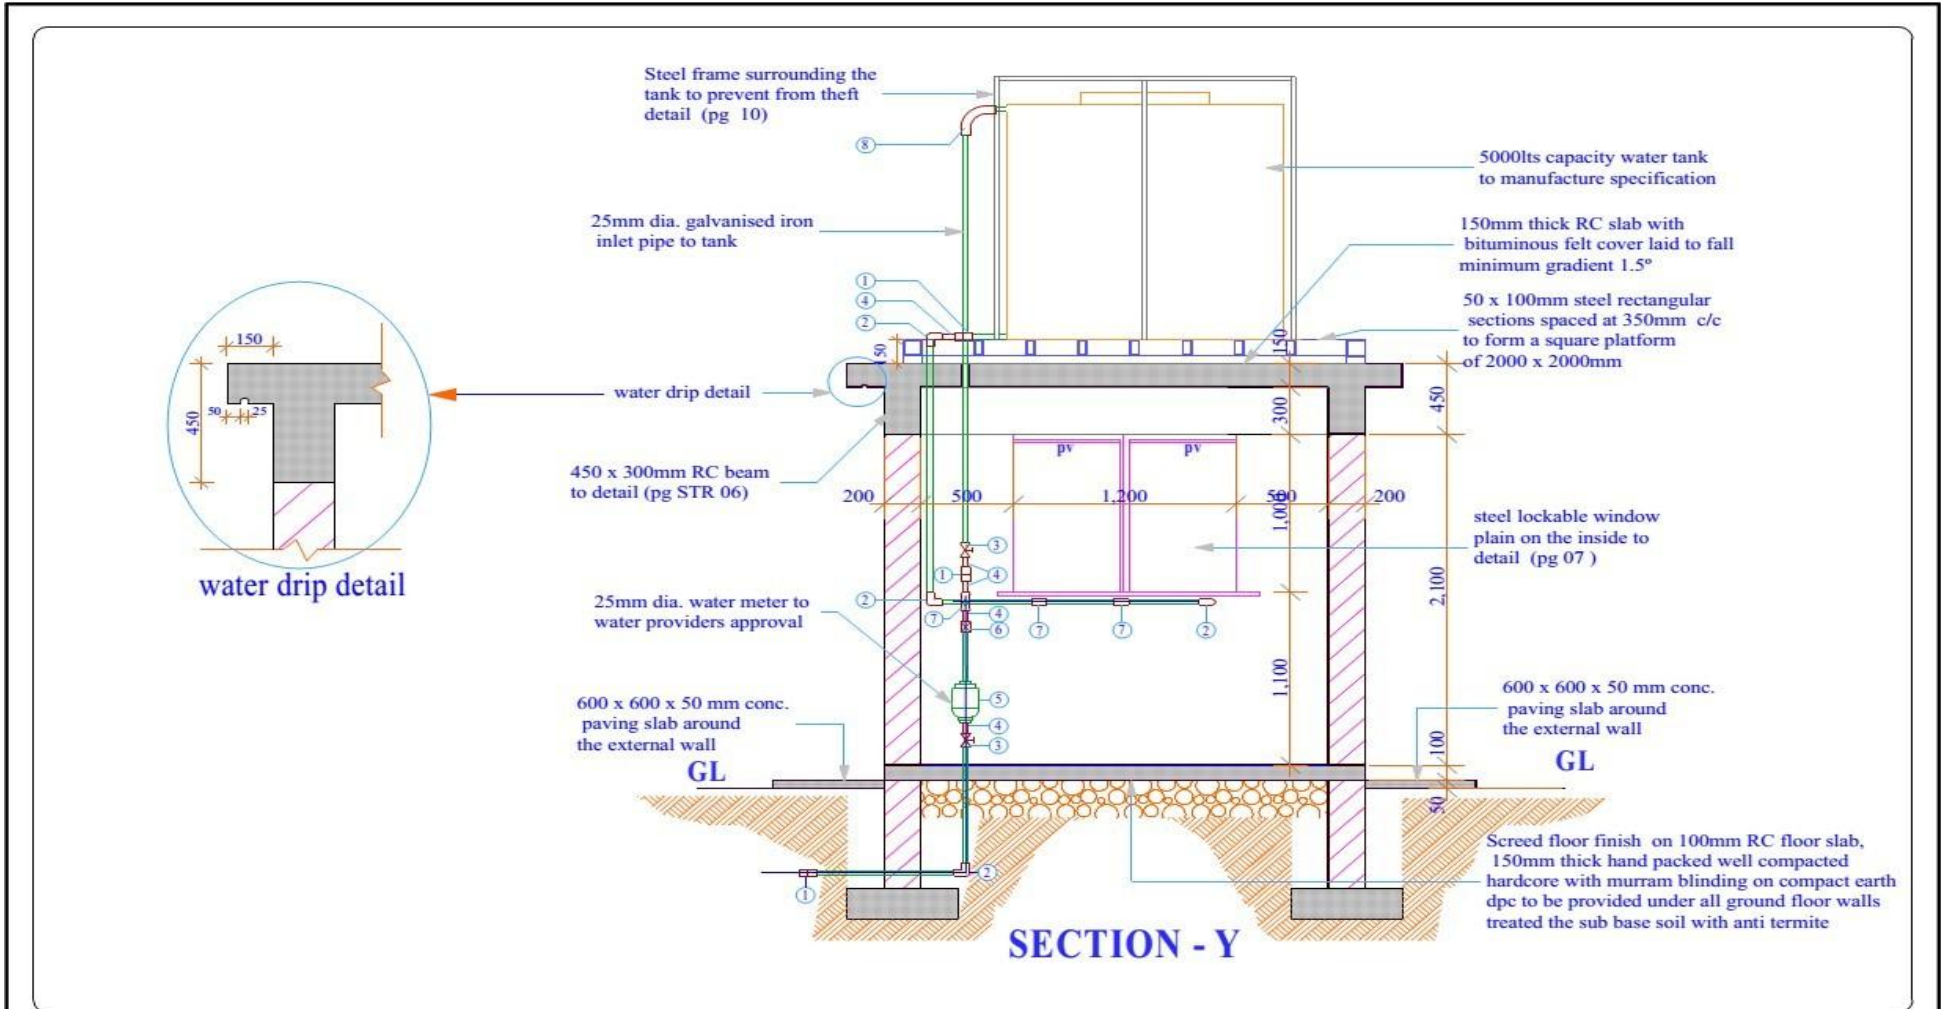 Steel frame surrounding the
tank to prevent from theft
detail (pg 10)
8
5000lts capacity water tank
to manufacture specification
25mm dia. galvanised iron
inlet pipe to tank
150mm thick RC slab with
bituminous felt cover laid to fall
minimum gradient 1.5º
1
4
2
50 x 100mm steel rectangular
sections spaced at 350mm c/c
to form a square platform
of 2000 x 2000mm
150
150
150
450
50
25
water drip detail
300
450
pv
pv
450 x 300mm RC beam
to detail (pg STR 06)
200
500
1,200
500
200
1,000
steel lockable window
plain on the inside to
detail (pg 07 )
water drip detail
3
1
4
25mm dia. water meter to
water providers approval
2
7
4
6
7
7
2
2,100
1,100
600 x 600 x 50 mm conc.
paving slab around
the external wall
GL
5
4
3
600 x 600 x 50 mm conc.
paving slab around
the external wall
GL
100
50
Screed floor finish on 100mm RC floor slab,
150mm thick hand packed well compacted
hardcore with murram blinding on compact earth
dpc to be provided under all ground floor walls
treated the sub base soil with anti termite
1
2
SECTION - Y